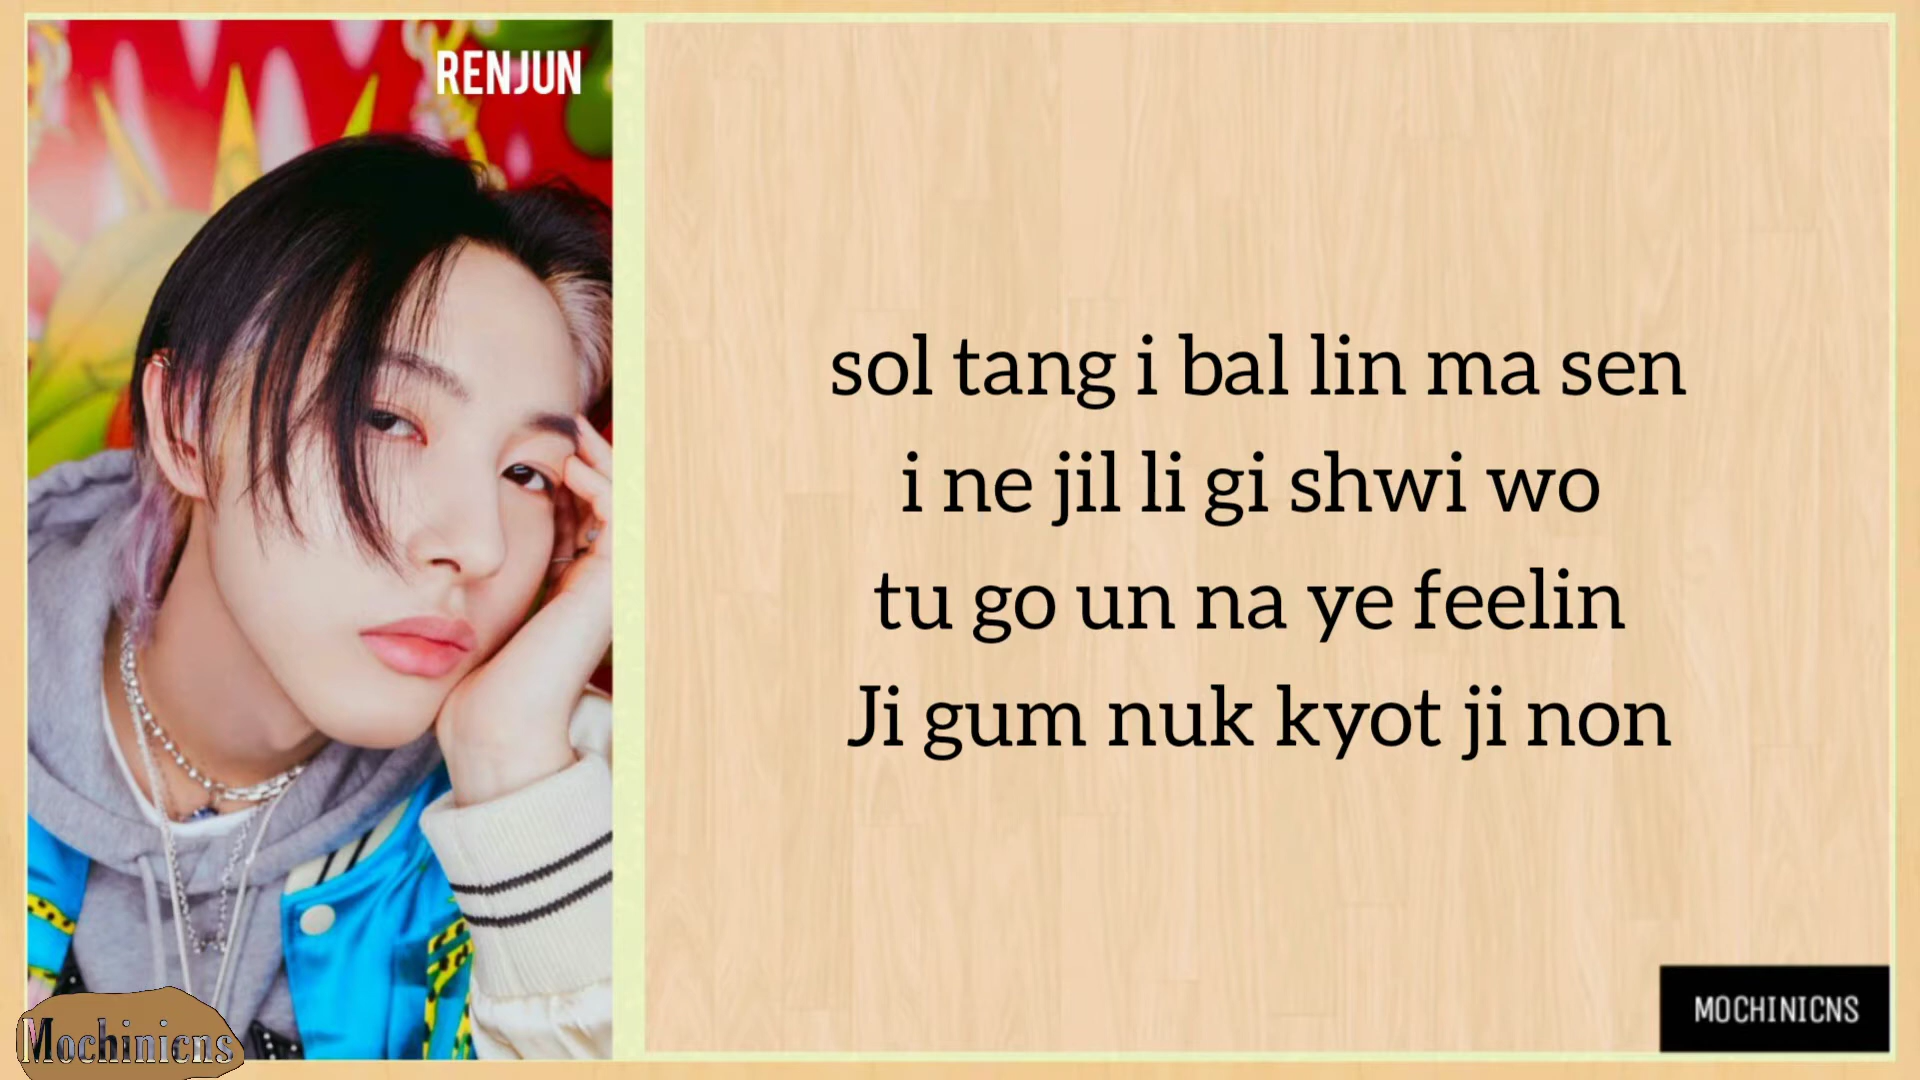 RENJUN
sol tang i bal lin ma sen
i ne jil li gi shwi wo
tu go un na ye feelin
Ji gum nuk kyot ji non
MOCHINICNS
Mochinicns